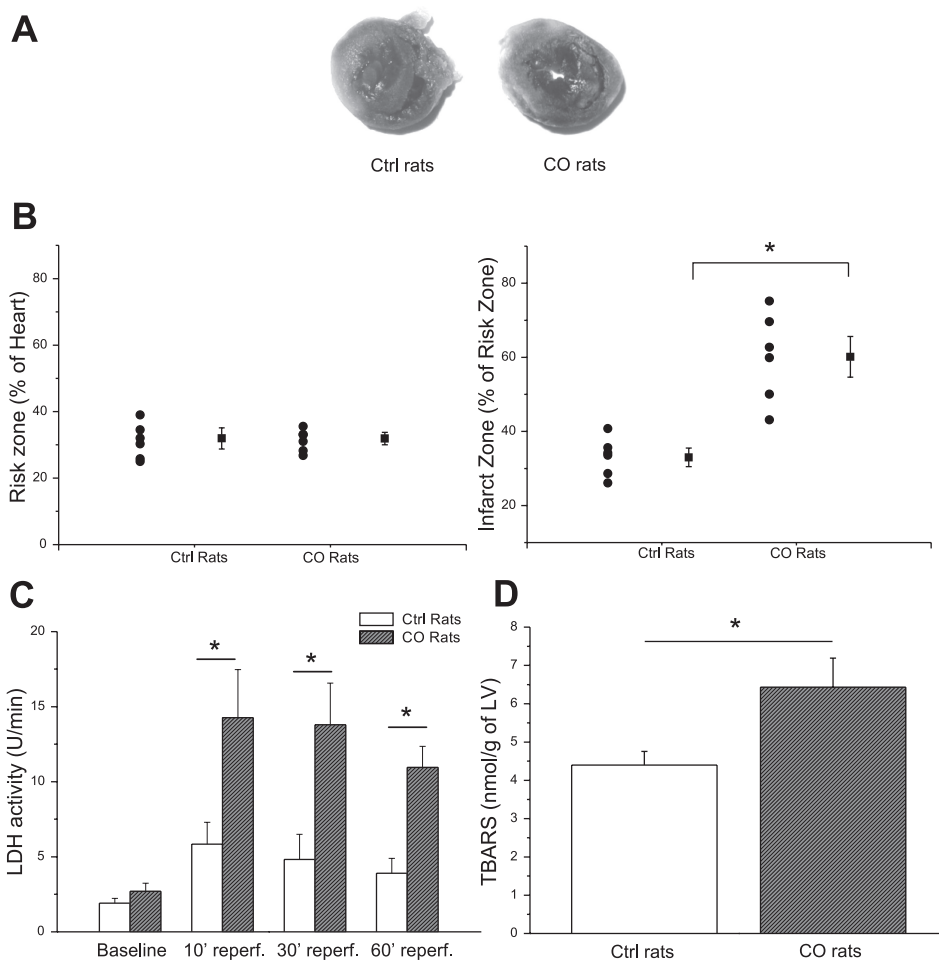 A
Ctrl rats CO rats
B
Risk zone (% of Heart)
80
60
40
20
0
Ctrl Rats CO Rats
Infarct Zone (% of Risk Zone)
80
60
40
20
*
Ctrl Rats CO Rats
C
Ctrl Rats
CO Rats
LDH activity (U/min)
20
15
10
5
0
* * *
Baseline 10’ reperf. 30’ reperf. 60’ reperf.
D
TBARS (nmol/g of LV)
8
7
6
5
4
3
2
1
0
*
Ctrl rats CO rats